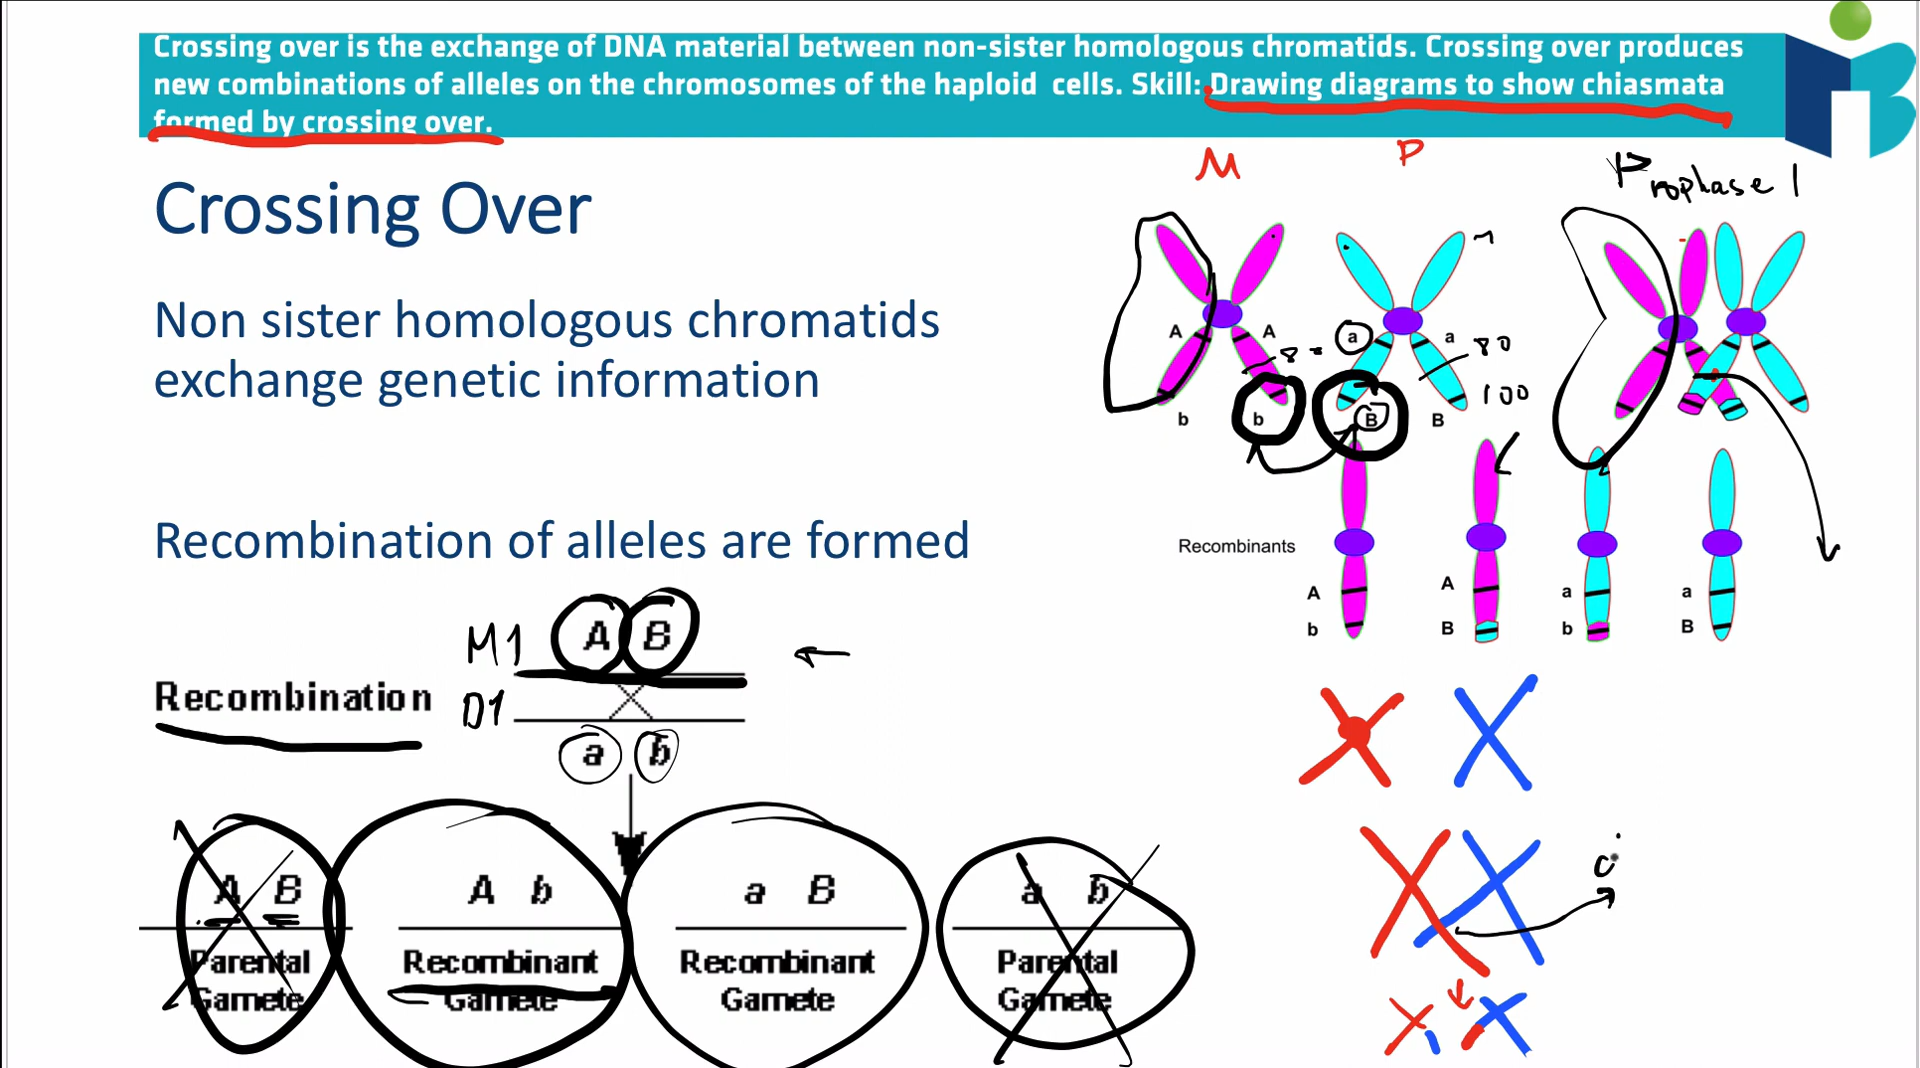 Crossing over is the exchange of DNA material between non-sister homologous chromatids. Crossing over produces
new combinations of alleles on the chromosomes of the haploid cells. Skill: Drawing diagrams to show chiasmata
formed by crossing over.
M P Prophase 1
Crossing Over
Non sister homologous chromatids
exchange genetic information
A A a a 80
100
b b B B
Recombination of alleles are formed
Recombinants
A A a a
b B b B
M1 A B
Recombination D1
a b
A B A b a B a b
Parental Recombinant Recombinant Parental
Gamete Gamete Gamete Gamete